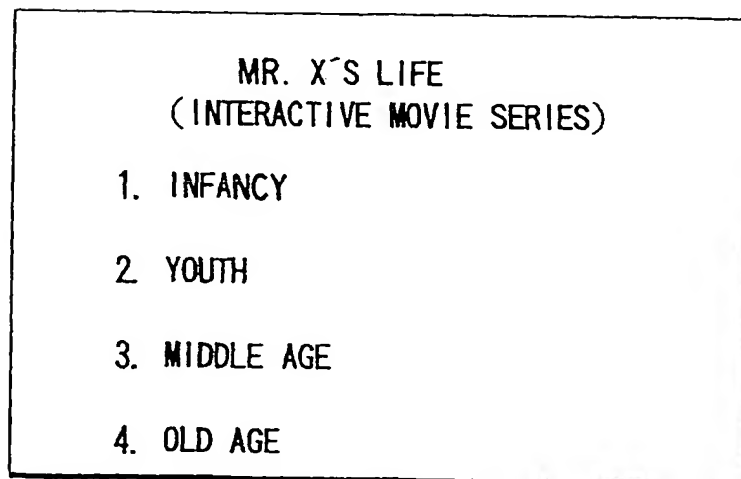 MR. X´S LIFE
(INTERACTIVE MOVIE SERIES)
1. INFANCY
2 YOUTH
3. MIDDLE AGE
4. OLD AGE